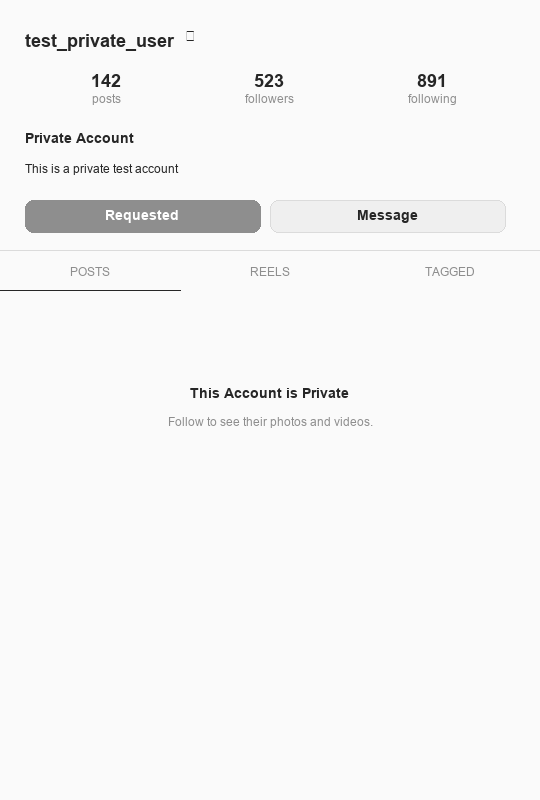 test_private_user
142 523 891
posts followers following
Private Account
This is a private test account
Requested Message
POSTS REELS TAGGED
This Account is Private
Follow to see their photos and videos.